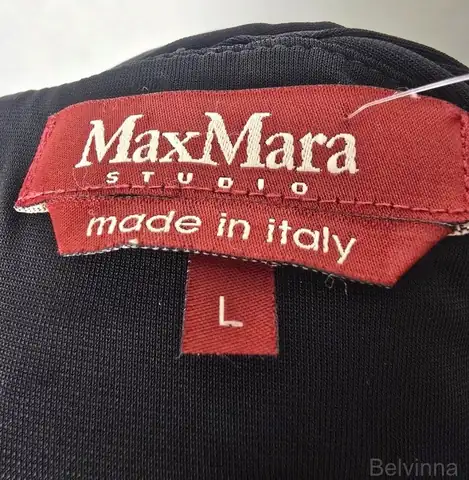 MaxMara
STUDIO
made in italy
L
Belvinna